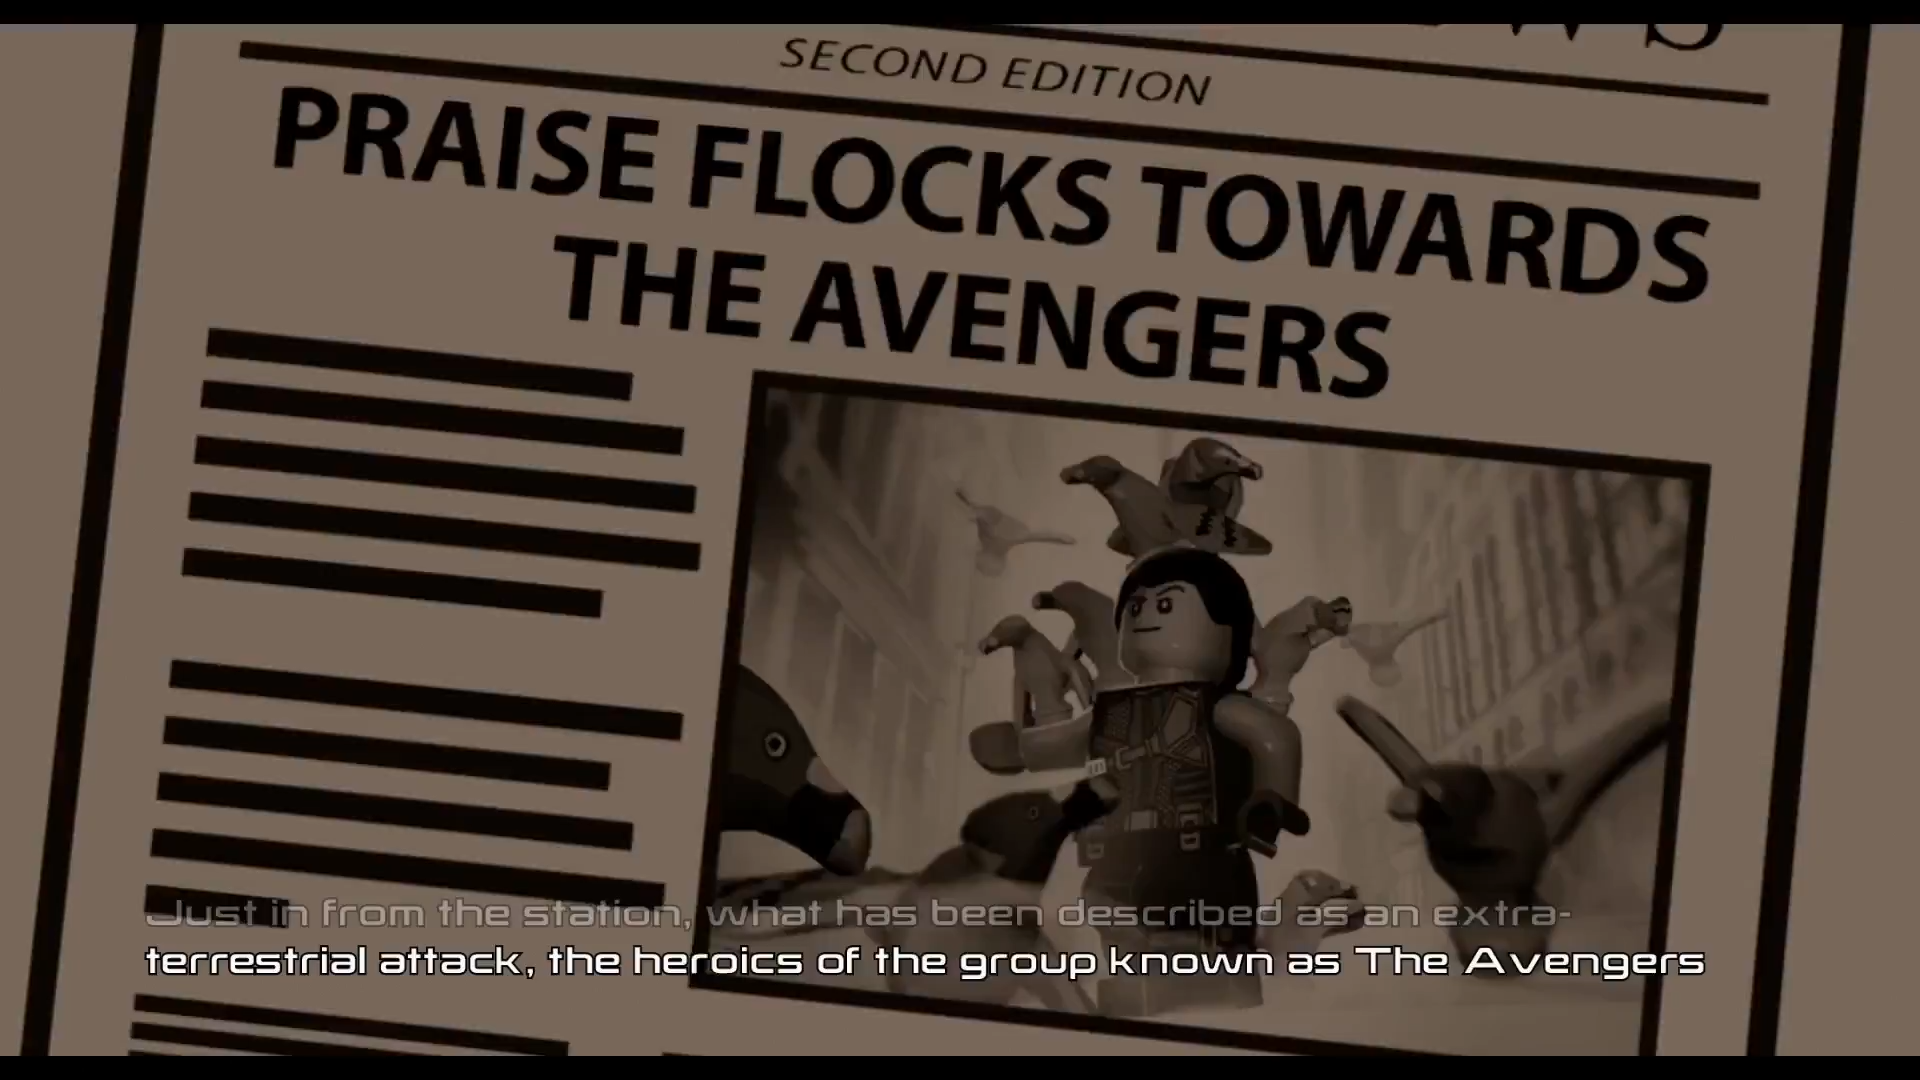 SECOND EDITION
PRAISE FLOCKS TOWARDS
THE AVENGERS
Just in from the station, what has been described as an extra-
terrestrial attack, the heroics of the group known as The Avengers